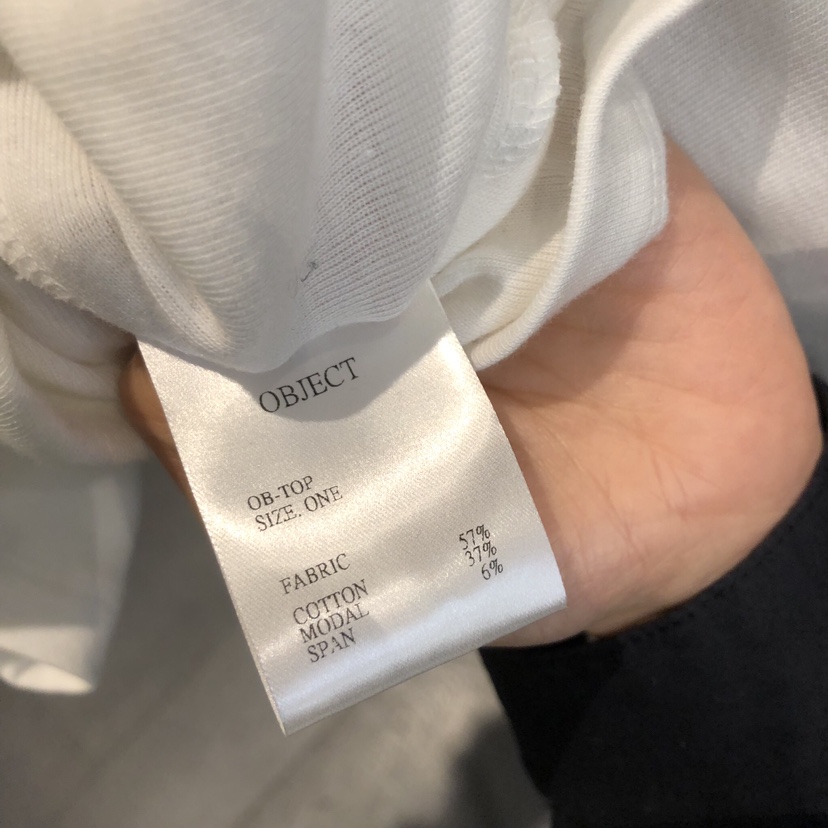 OBJECT
OB-TOP
SIZE. ONE
FABRIC
COTTON 57%
MODAL 37%
SPAN 6%